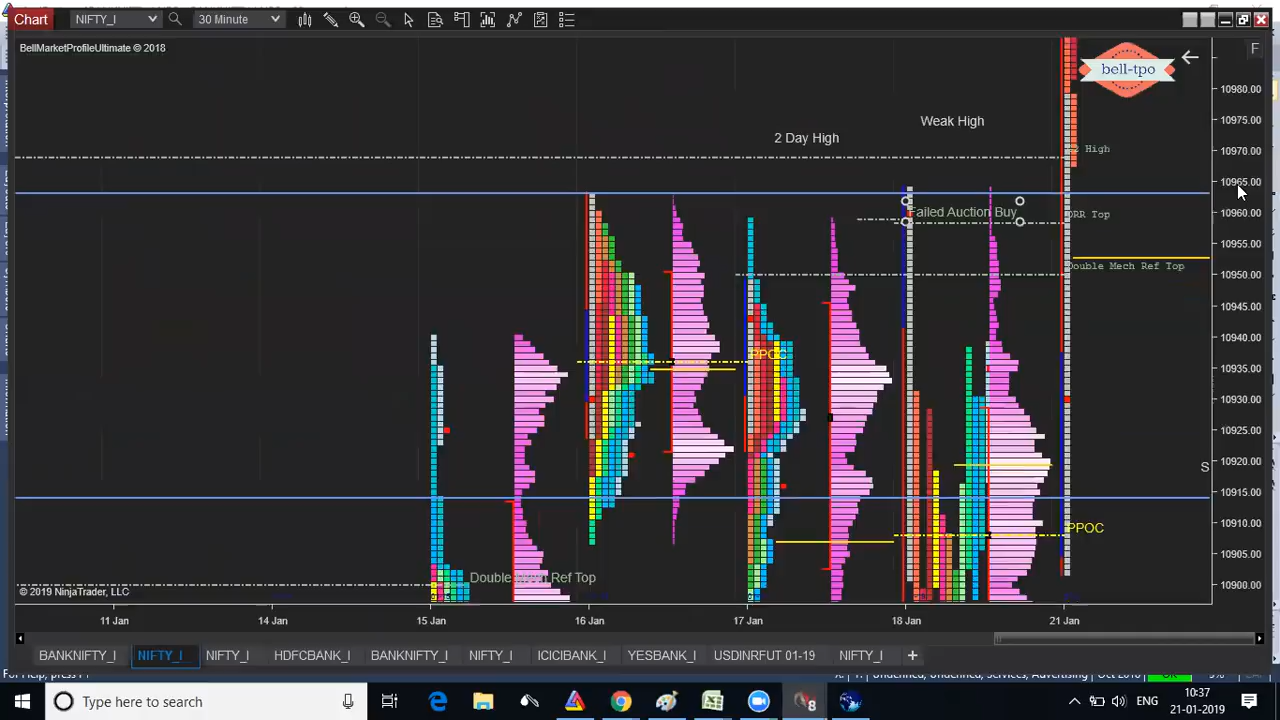 Chart
NIFTY_I
30 Minute
BellMarketProfileUltimate © 2018
F
bell-tpo
Weak High
2 Day High
High
10980.00
10975.00
10970.00
10965.00
10960.00
10955.00
10950.00
10945.00
10940.00
10935.00
10930.00
10925.00
10920.00
10915.00
10910.00
10905.00
10900.00
Failed Auction Buy
ORR Top
Double Mech Ref Top
PPOC
S
PPOC
Double Mech Ref Top
© 2019 NinjaTrader, LLC
11 Jan
14 Jan
15 Jan
16 Jan
17 Jan
18 Jan
21 Jan
BANKNIFTY_I
NIFTY_I
NIFTY_I
HDFCBANK_I
BANKNIFTY_I
NIFTY_I
ICICIBANK_I
YESBANK_I
USDINRFUT 01-19
NIFTY_I
Type here to search
ENG
10:37
21-01-2019